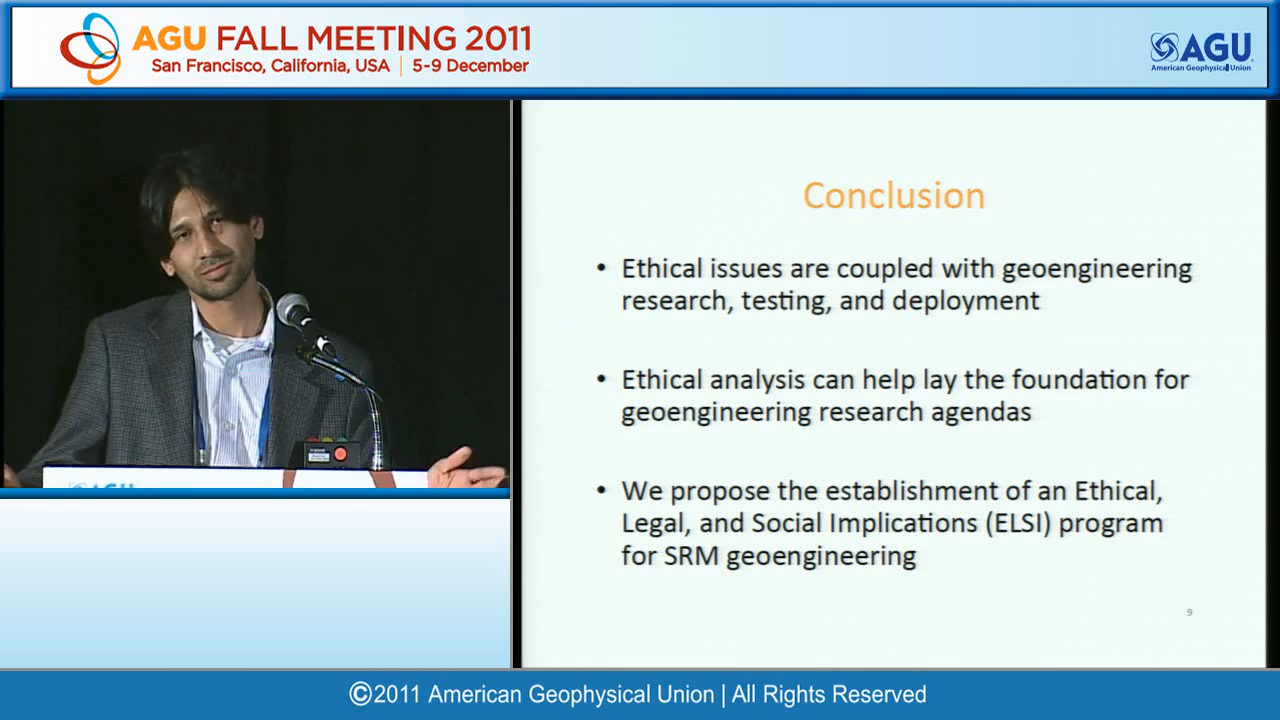 AGU FALL MEETING 2011
San Francisco, California, USA | 5-9 December
AGU
American Geophysical Union
Conclusion
• Ethical issues are coupled with geoengineering
research, testing, and deployment
• Ethical analysis can help lay the foundation for
geoengineering research agendas
• We propose the establishment of an Ethical,
Legal, and Social Implications (ELSI) program
for SRM geoengineering
9
AGU
©2011 American Geophysical Union | All Rights Reserved